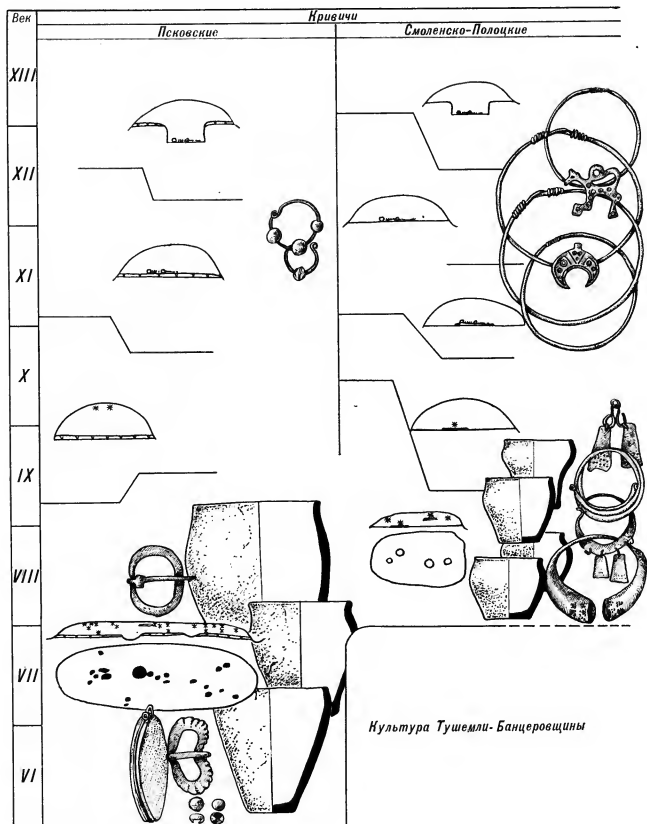 Век
Кривичи
Псковские
Смоленско-Полоцкие
XIII
XII
XI
X
IX
VIII
VII
VI
Культура Тушемли-Банцеровщины